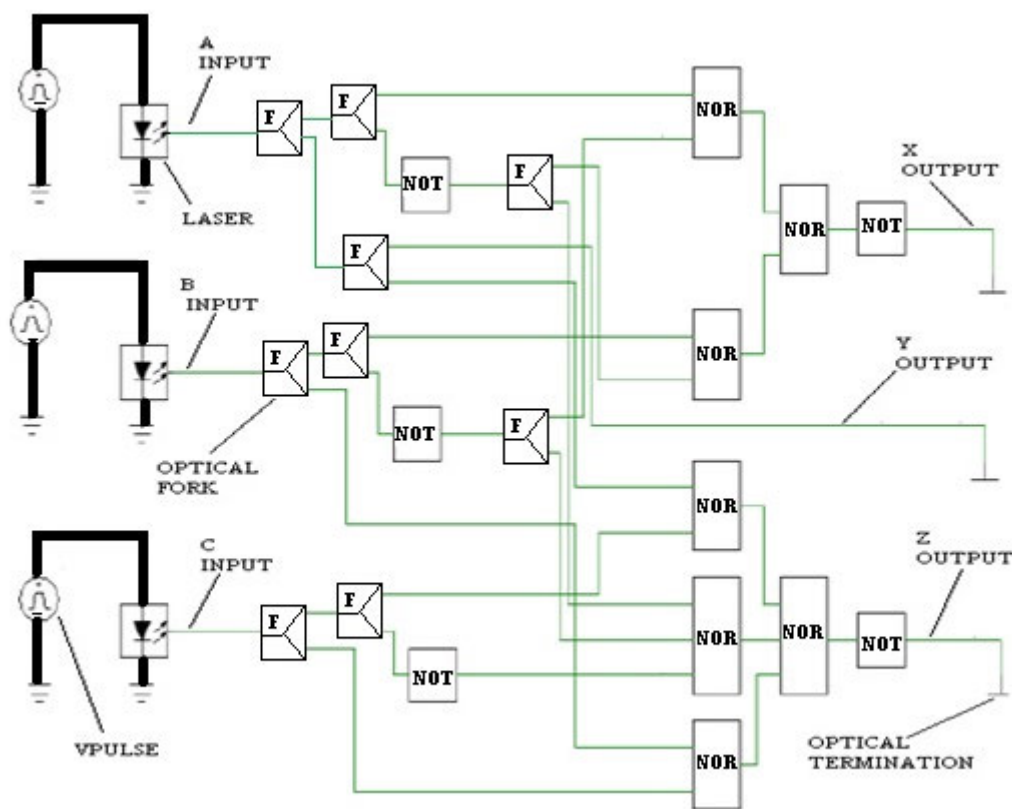 A
INPUT
F
F
NOR
NOT
F
X
OUTPUT
LASER
NOR
NOT
F
B
INPUT
F
F
NOR
Y
OUTPUT
NOT
F
OPTICAL
FORK
NOR
C
INPUT
Z
OUTPUT
F
F
NOR
NOR
NOT
NOT
NOR
VPULSE
OPTICAL
TERMINATION